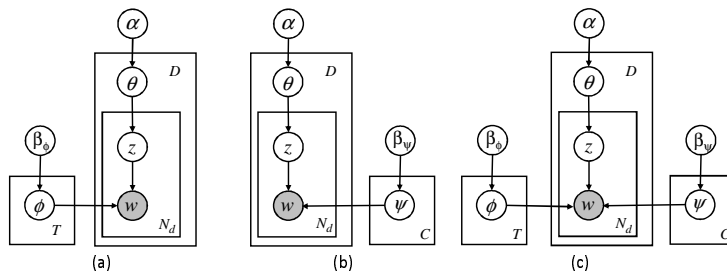 α α α
θ D D θ θ D
β_ϕ z z β_ψ β_ϕ z β_ψ
ϕ w w ψ ϕ w ψ
T N_d N_d C T N_d C
(a) (b) (c)